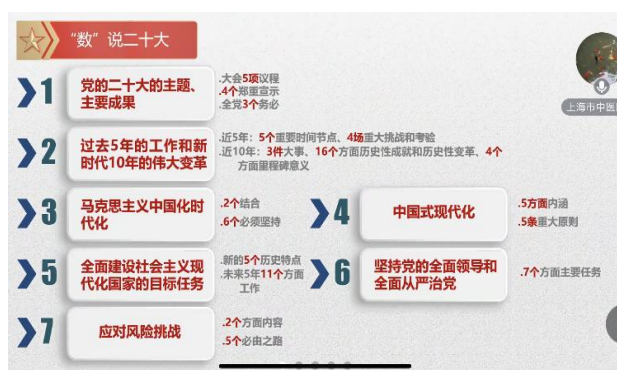 “数”说二十大
1
党的二十大的主题、
主要成果
.大会5项议程
.4个郑重宣示
.全党3个务必
2
过去5年的工作和新
时代10年的伟大变革
.近5年：5个重要时间节点、4场重大挑战和考验
.近10年：3件大事、16个方面历史性成就和历史性变革、4个
方面里程碑意义
3
马克思主义中国化时
代化
.2个结合
.6个必须坚持
4
中国式现代化
.5方面内涵
.5条重大原则
5
全面建设社会主义现
代化国家的目标任务
.新的5个历史特点
.未来5年11个方面
工作
6
坚持党的全面领导和
全面从严治党
.7个方面主要任务
7
应对风险挑战
.2个方面内容
.5个必由之路
上海市中医